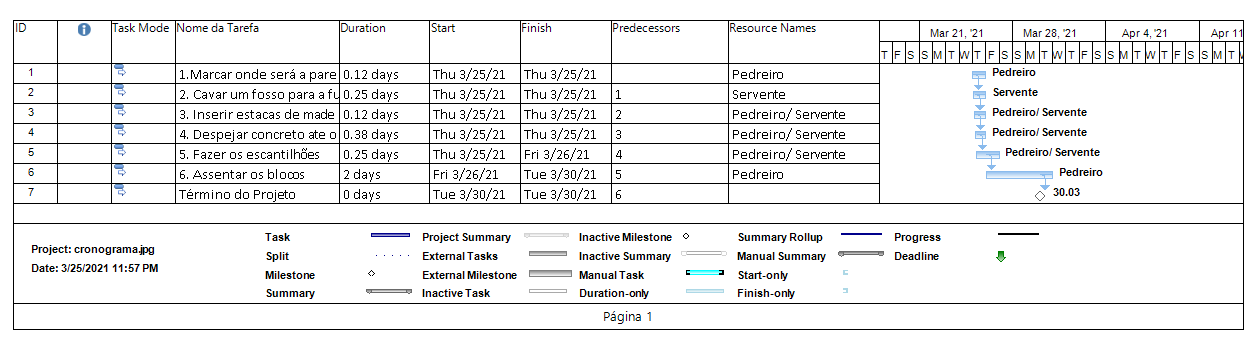 ID Task Mode Nome da Tarefa Duration Start Finish Predecessors Resource Names
Mar 21, '21 Mar 28, '21 Apr 4, '21 Apr 11
T F S S M T W T F S S M T W T F S S M T W T F S S M T W
1 1.Marcar onde será a pare 0.12 days Thu 3/25/21 Thu 3/25/21 Pedreiro Pedreiro
2 2. Cavar um fosso para a fu 0.25 days Thu 3/25/21 Thu 3/25/21 1 Servente Servente
3 3. Inserir estacas de made 0.12 days Thu 3/25/21 Thu 3/25/21 2 Pedreiro/ Servente Pedreiro/ Servente
4 4. Despejar concreto ate o 0.38 days Thu 3/25/21 Thu 3/25/21 3 Pedreiro/ Servente Pedreiro/ Servente
5 5. Fazer os escantilhões 0.25 days Thu 3/25/21 Fri 3/26/21 4 Pedreiro/ Servente Pedreiro/ Servente
6 6. Assentar os blocos 2 days Fri 3/26/21 Tue 3/30/21 5 Pedreiro Pedreiro
7 Término do Projeto 0 days Tue 3/30/21 Tue 3/30/21 6 30.03
Project: cronograma.jpg
Date: 3/25/2021 11:57 PM
Task Project Summary Inactive Milestone Summary Rollup Progress
Split External Tasks Inactive Summary Manual Summary Deadline
Milestone External Milestone Manual Task Start-only
Summary Inactive Task Duration-only Finish-only
Página 1